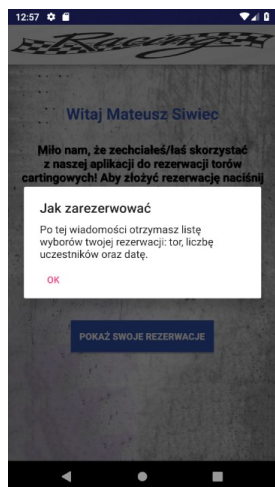 12:57
Racing
Witaj Mateusz Siwiec
Miło nam, że zechciałeś/łaś skorzystać
z naszej aplikacji do rezerwacji torów
cartingowych! Aby złożyć rezerwację naciśnij
Jak zarezerwować
Po tej wiadomości otrzymasz listę
wyborów twojej rezerwacji: tor, liczbę
uczestników oraz datę.
OK
POKAŻ SWOJE REZERWACJE